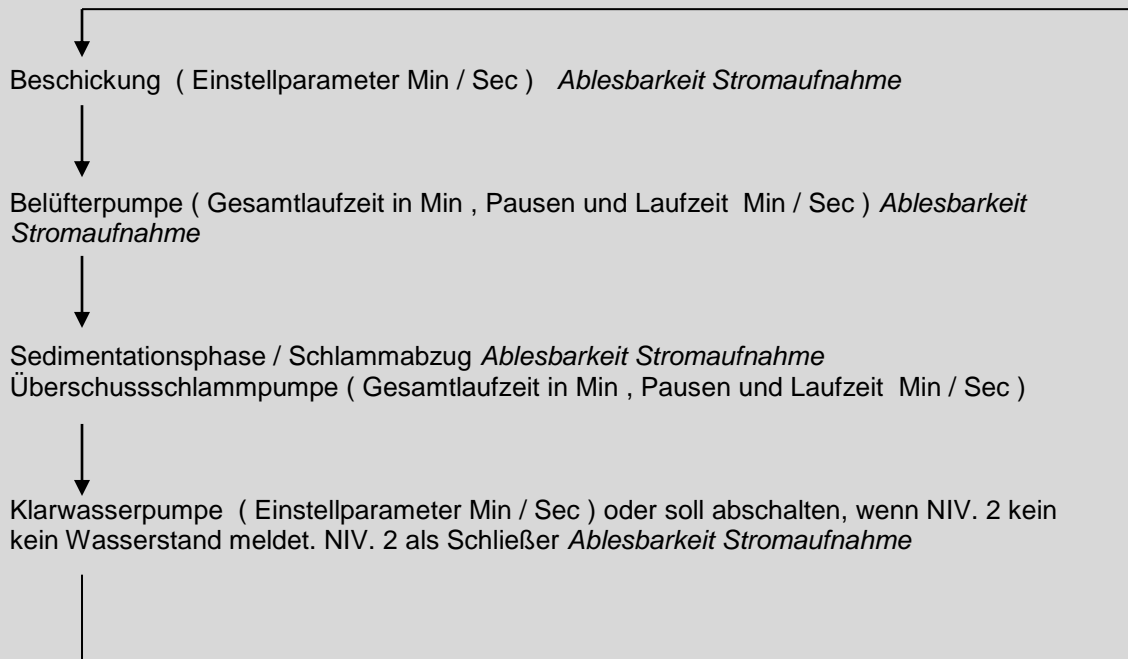 Beschickung ( Einstellparameter Min / Sec ) Ablesbarkeit Stromaufnahme
Belüfterpumpe ( Gesamtlaufzeit in Min , Pausen und Laufzeit Min / Sec ) Ablesbarkeit
Stromaufnahme
Sedimentationsphase / Schlammabzug Ablesbarkeit Stromaufnahme
Überschussschlammpumpe ( Gesamtlaufzeit in Min , Pausen und Laufzeit Min / Sec )
Klarwasserpumpe ( Einstellparameter Min / Sec ) oder soll abschalten, wenn NIV. 2 kein
kein Wasserstand meldet. NIV. 2 als Schließer Ablesbarkeit Stromaufnahme